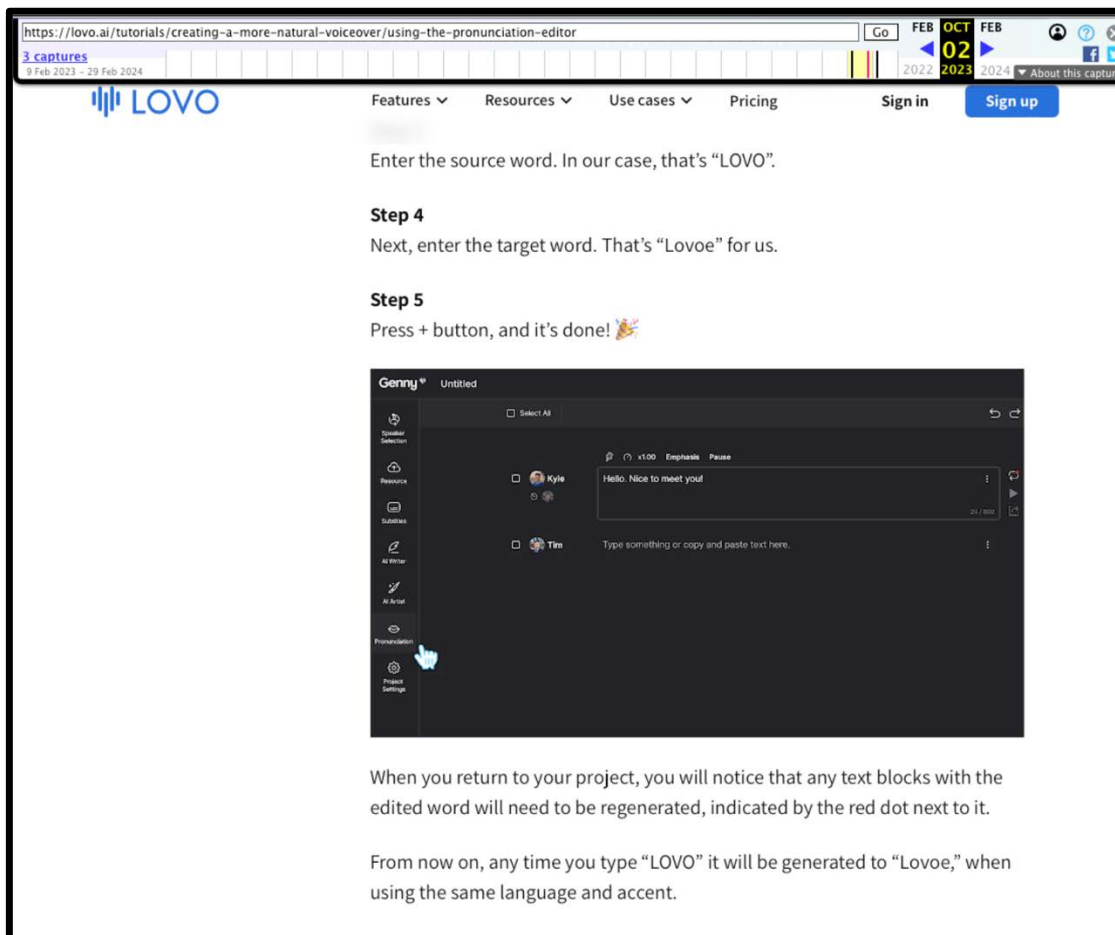 https://lovo.ai/tutorials/creating-a-more-natural-voiceover/using-the-pronunciation-editor
Go
FEB OCT FEB
02
2022 2023 2024
3 captures
9 Feb 2023 – 29 Feb 2024
About this captur
LOVO
Features
Resources
Use cases
Pricing
Sign in
Sign up
Enter the source word. In our case, that’s “LOVO”.
Step 4
Next, enter the target word. That’s “Lovoe” for us.
Step 5
Press + button, and it’s done! 🎉
Genny
Untitled
Select All
Speaker
Selection
Resource
Subtitles
AI Writer
AI Artist
Pronunciation
Project
Settings
x1.00 Emphasis Pause
Kyle
Hello. Nice to meet you!
Tim
Type something or copy and paste text here.
When you return to your project, you will notice that any text blocks with the
edited word will need to be regenerated, indicated by the red dot next to it.
From now on, any time you type “LOVO” it will be generated to “Lovoe,” when
using the same language and accent.